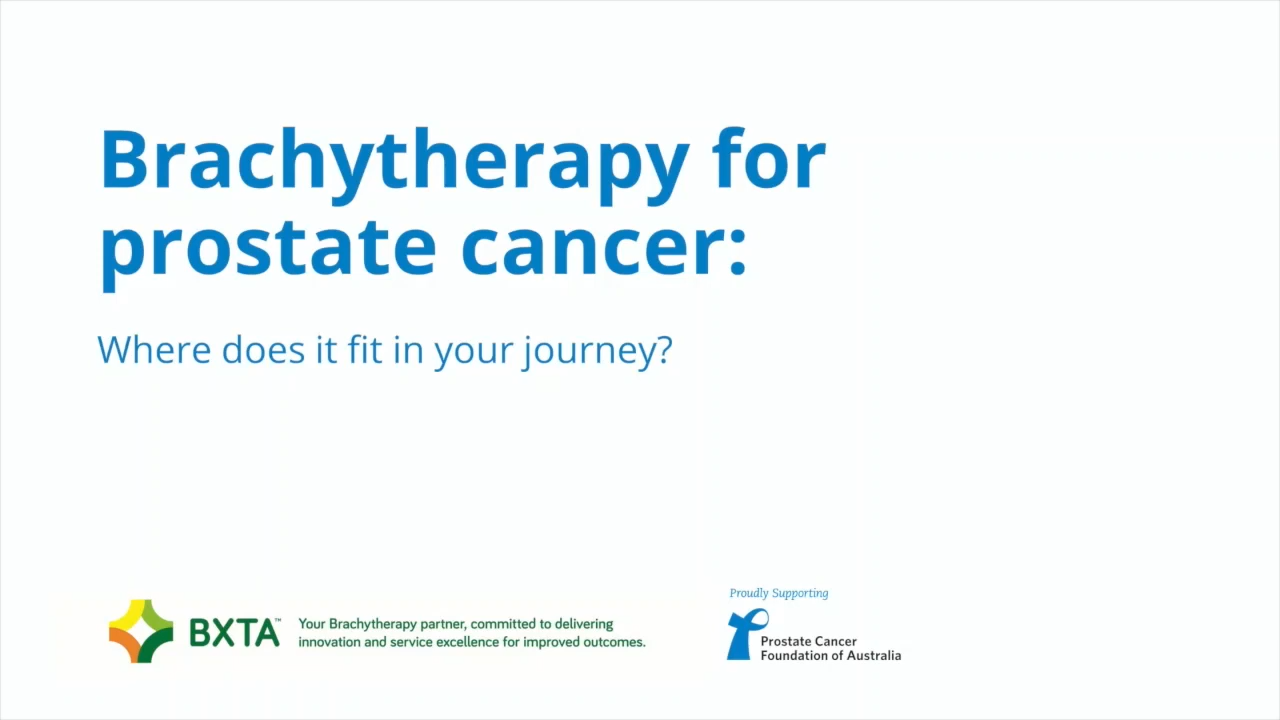 Brachytherapy for
prostate cancer:
Where does it fit in your journey?
BXTA™
Your Brachytherapy partner, committed to delivering
innovation and service excellence for improved outcomes.
Proudly Supporting
Prostate Cancer
Foundation of Australia